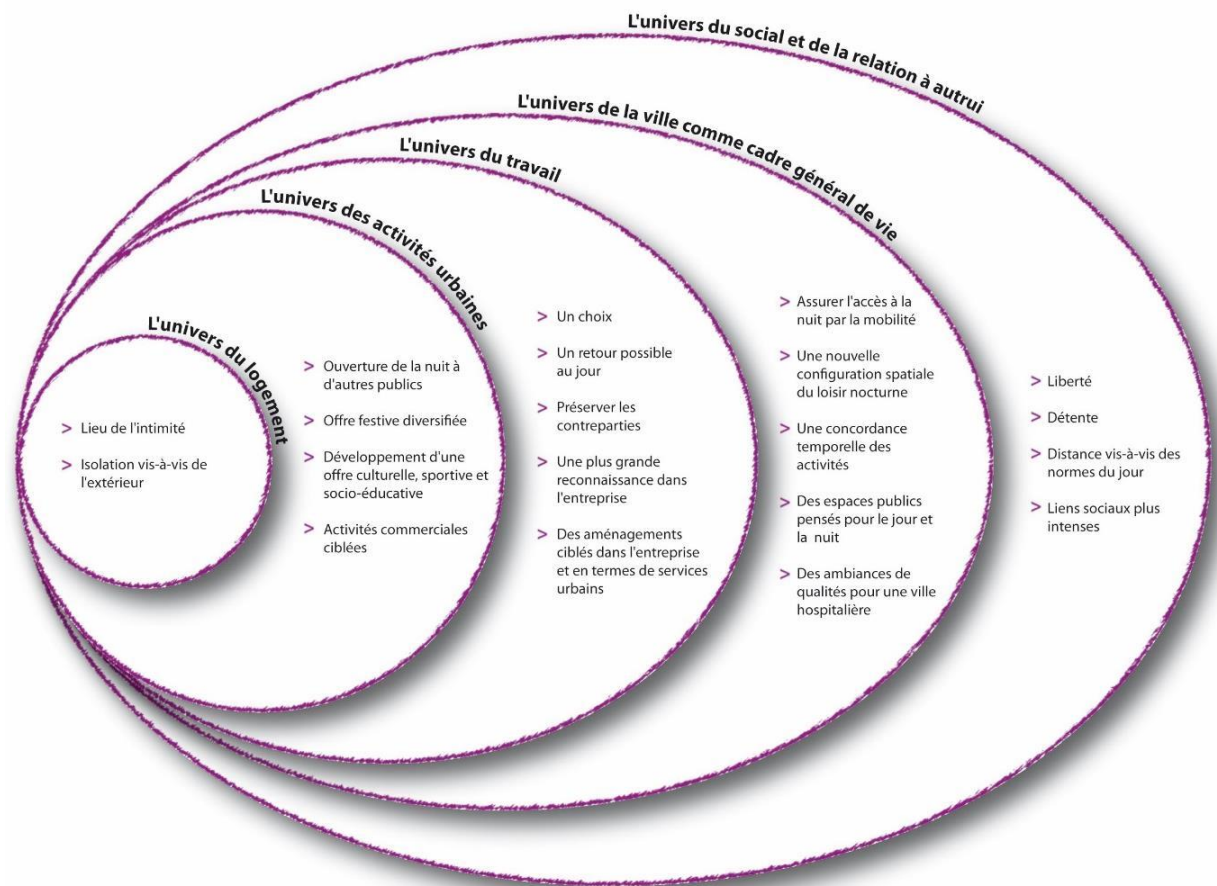 L'univers du social et de la relation à autrui
L'univers de la ville comme cadre général de vie
L'univers du travail
L'univers des activités urbaines
L'univers du logement
> Lieu de l'intimité
> Isolation vis-à-vis de
l'extérieur
> Ouverture de la nuit à
d'autres publics
> Offre festive diversifiée
> Développement d'une
offre culturelle, sportive et
socio-éducative
> Activités commerciales
ciblées
> Un choix
> Un retour possible
au jour
> Préserver les
contreparties
> Une plus grande
reconnaissance dans
l'entreprise
> Des aménagements
ciblés dans l'entreprise
et en termes de services
urbains
> Assurer l'accès à la
nuit par la mobilité
> Une nouvelle
configuration spatiale
du loisir nocturne
> Une concordance
temporelle des
activités
> Des espaces publics
pensés pour le jour et
la nuit
> Des ambiances de
qualités pour une ville
hospitalière
> Liberté
> Détente
> Distance vis-à-vis des
normes du jour
> Liens sociaux plus
intenses